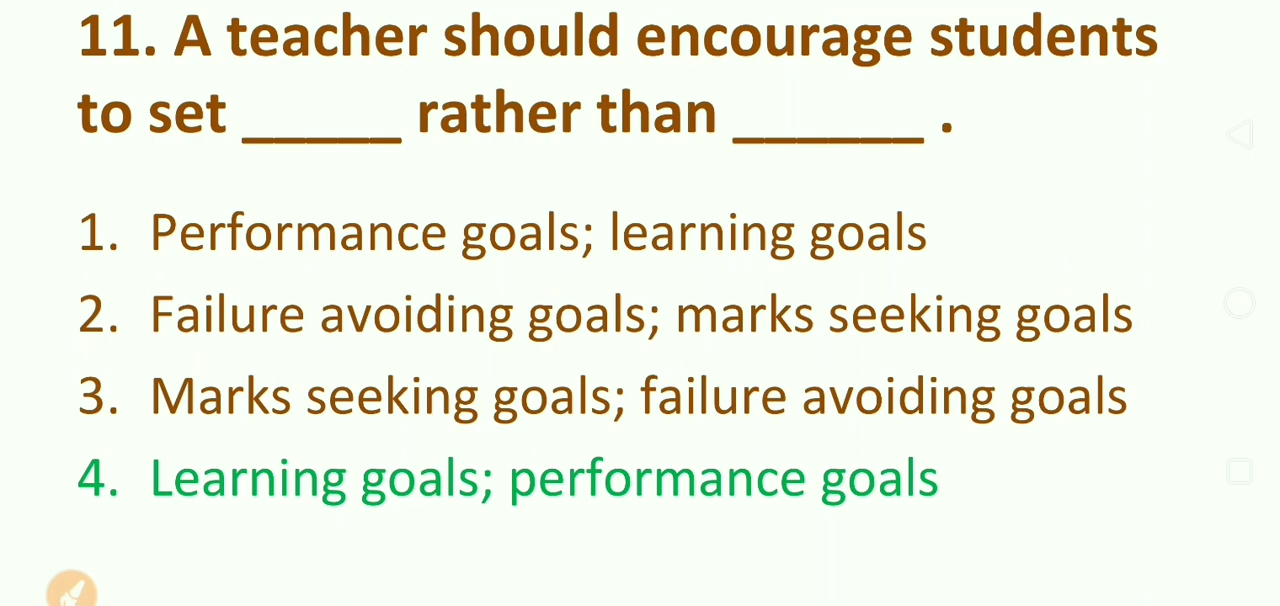 11. A teacher should encourage students
to set _____ rather than ______ .
1. Performance goals; learning goals
2. Failure avoiding goals; marks seeking goals
3. Marks seeking goals; failure avoiding goals
4. Learning goals; performance goals